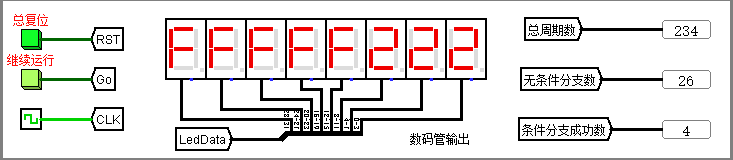 总复位
RST
继续运行
Go
CLK
FFFFF222
LedData
数码管输出
总周期数 234
无条件分支数 26
条件分支成功数 4